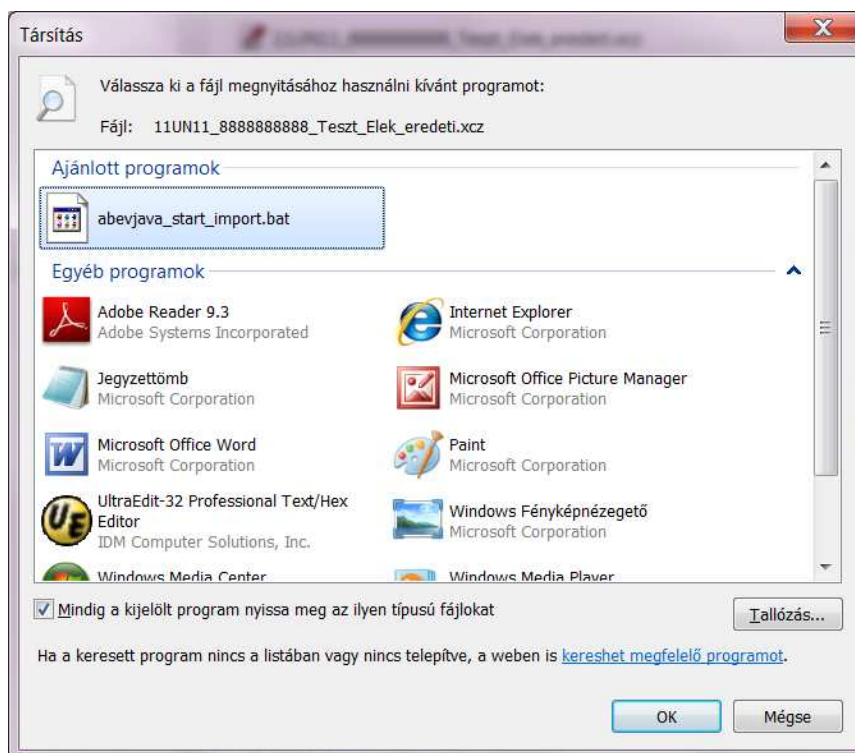 Társítás
Válassza ki a fájl megnyitásához használni kívánt programot:
Fájl: 11UN11_8888888888_Teszt_Elek_eredeti.xcz
Ajánlott programok
abevjava_start_import.bat
Egyéb programok
Adobe Reader 9.3
Adobe Systems Incorporated
Internet Explorer
Microsoft Corporation
Jegyzettömb
Microsoft Corporation
Microsoft Office Picture Manager
Microsoft Corporation
Microsoft Office Word
Microsoft Corporation
Paint
Microsoft Corporation
UltraEdit-32 Professional Text/Hex
Editor
IDM Computer Solutions, Inc.
Windows Fényképnézegető
Microsoft Corporation
Windows Media Center
Windows Media Player
Mindig a kijelölt program nyissa meg az ilyen típusú fájlokat
Tallózás...
Ha a keresett program nincs a listában vagy nincs telepítve, a weben is kereshet megfelelő programot.
OK
Mégse